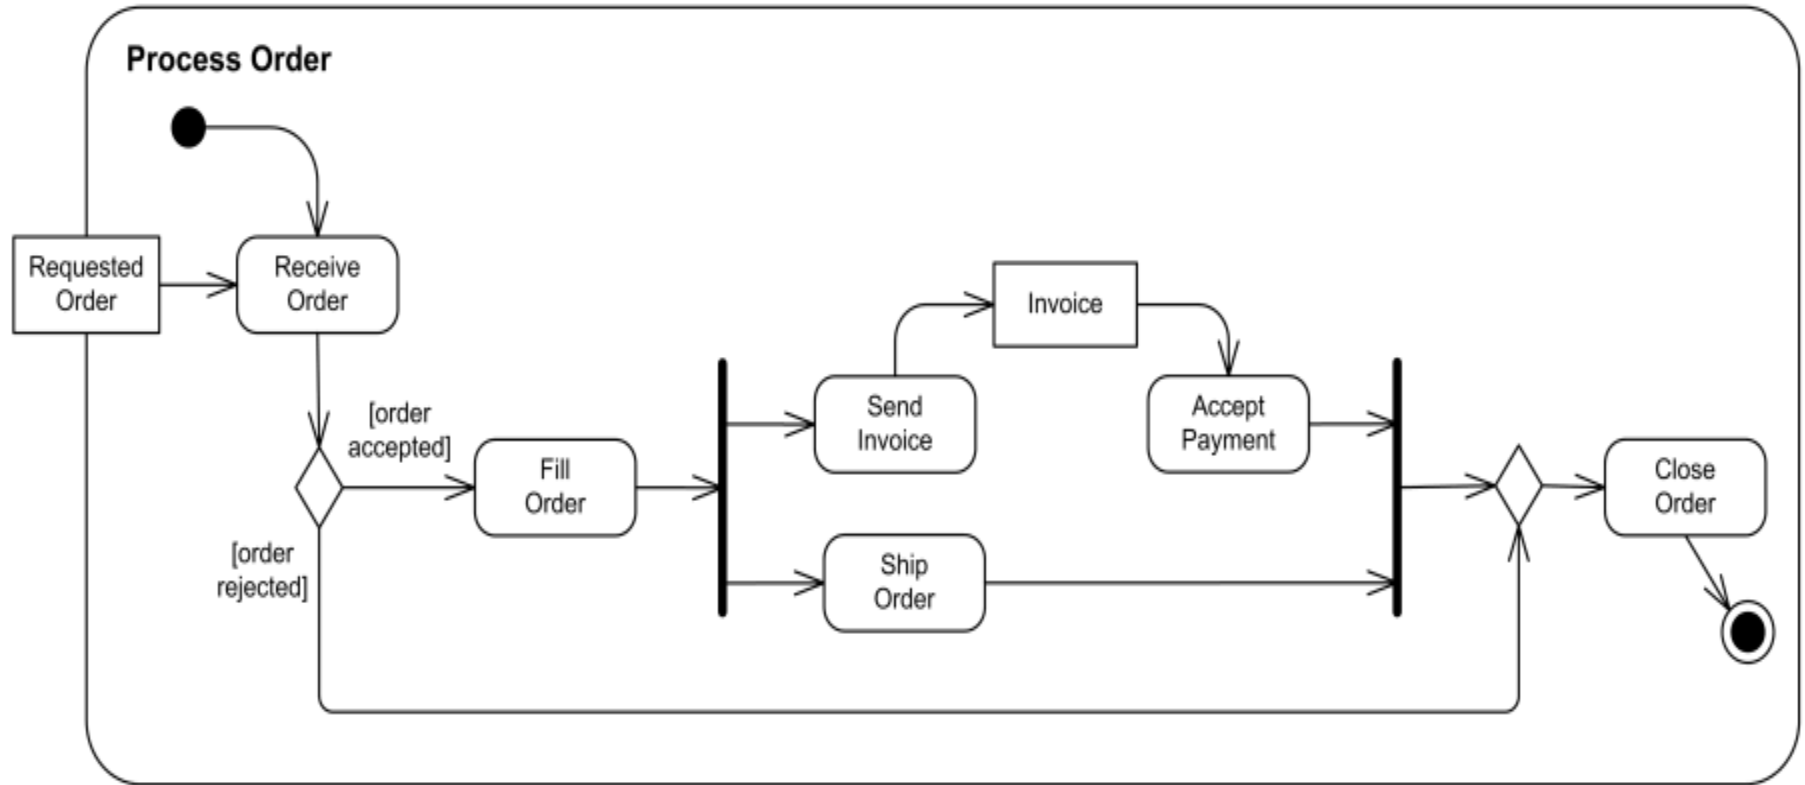 Process Order
Requested
Order
Receive
Order
[order
accepted]
[order
rejected]
Fill
Order
Send
Invoice
Invoice
Accept
Payment
Ship
Order
Close
Order